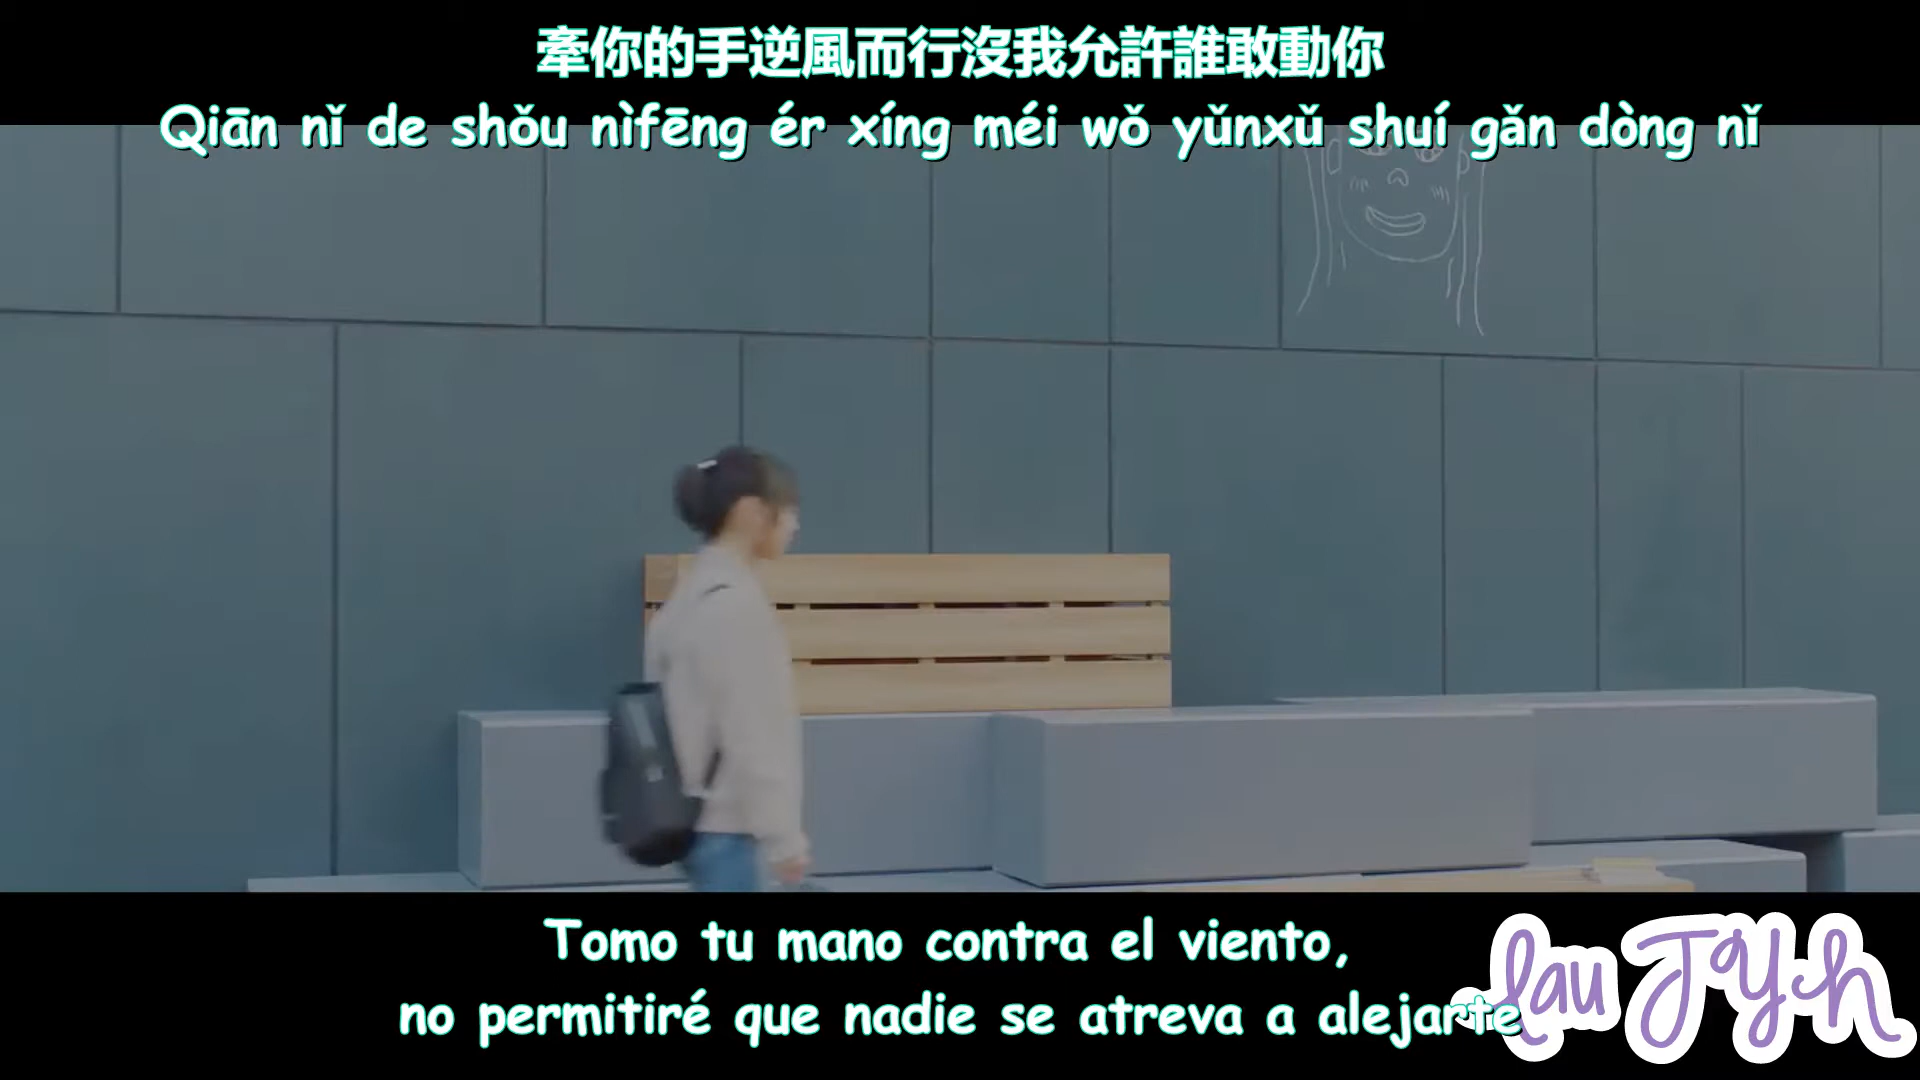 牽你的手逆風而行沒我允許誰敢動你
Qiān nǐ de shǒu nìfēng ér xíng méi wǒ yǔnxǔ shuí gǎn dòng nǐ
Tomo tu mano contra el viento,
no permitiré que nadie se atreva a alejarte
lau JayCh